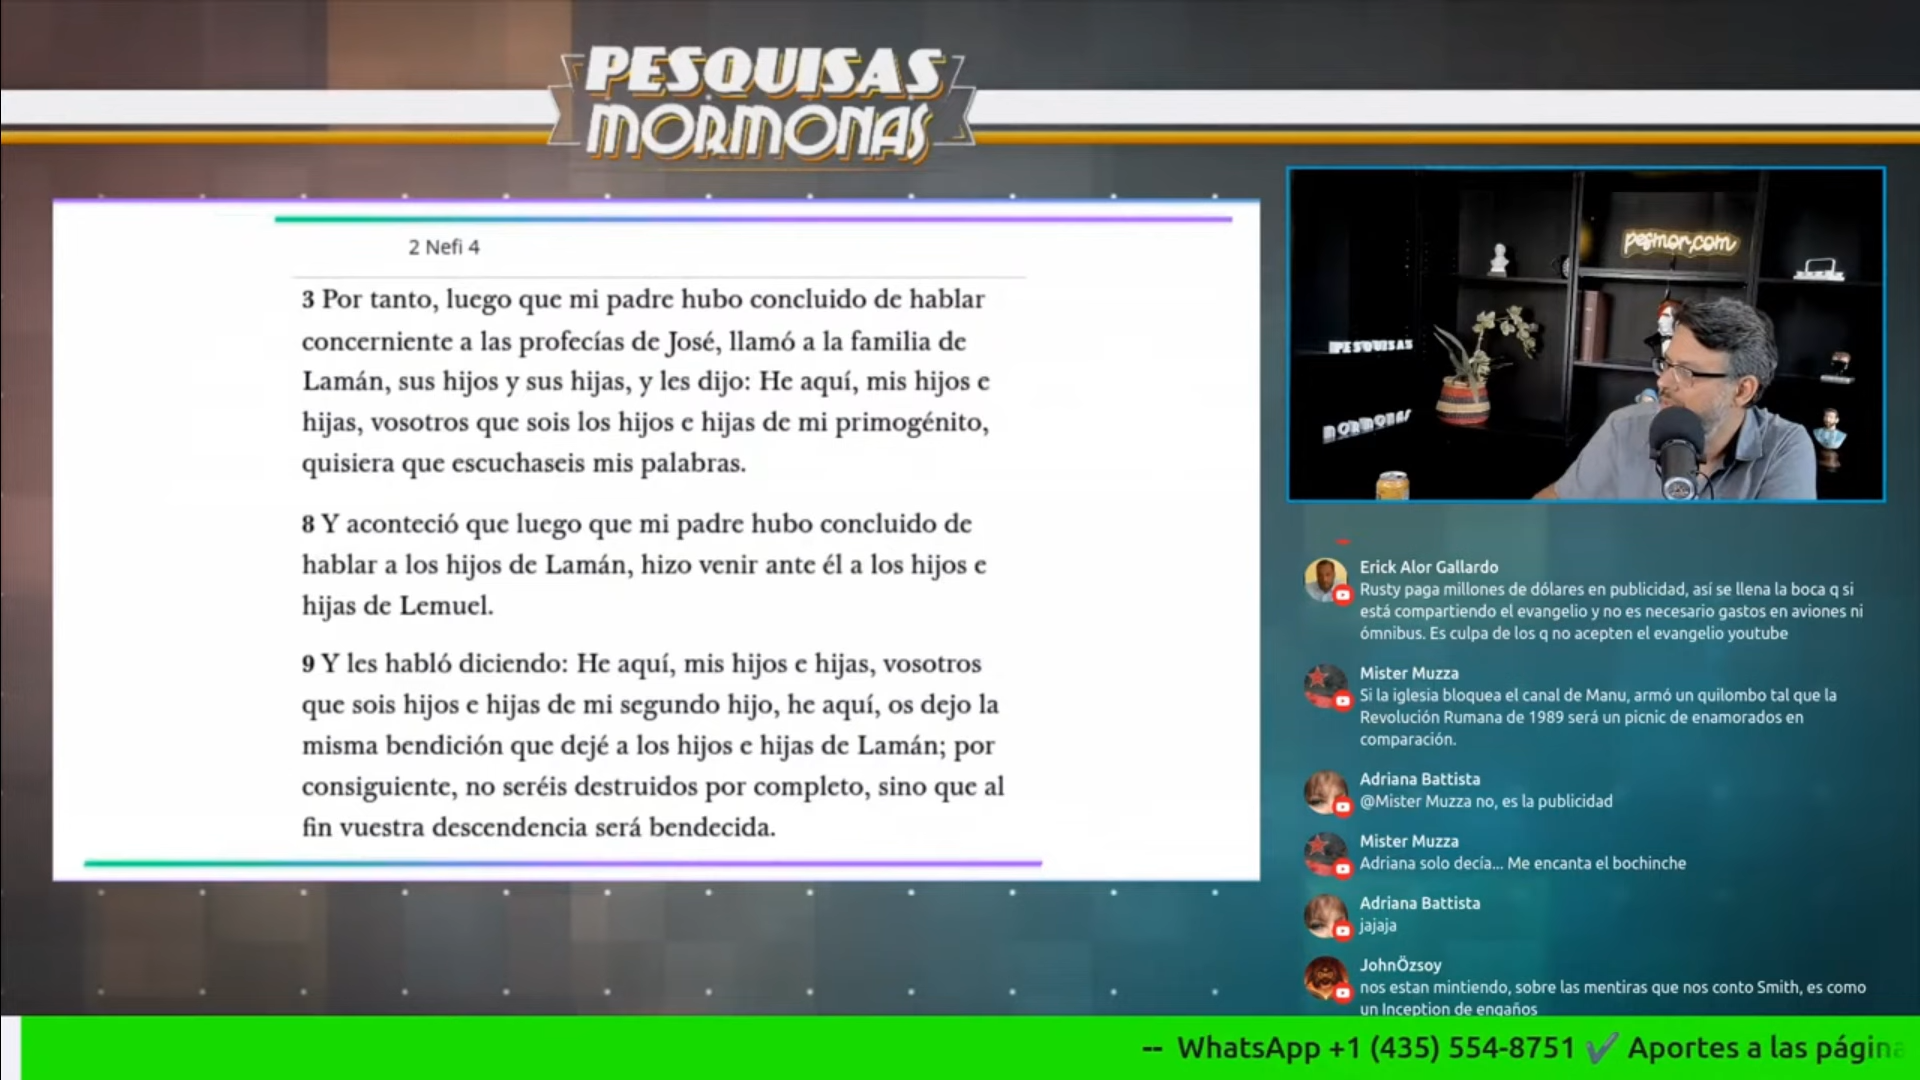 PESQUISAS
MORMONAS
2 Nefi 4
3 Por tanto, luego que mi padre hubo concluido de hablar
concerniente a las profecías de José, llamó a la familia de
Lamán, sus hijos y sus hijas, y les dijo: He aquí, mis hijos e
hijas, vosotros que sois los hijos e hijas de mi primogénito,
quisiera que escuchaseis mis palabras.
8 Y aconteció que luego que mi padre hubo concluido de
hablar a los hijos de Lamán, hizo venir ante él a los hijos e
hijas de Lemuel.
9 Y les habló diciendo: He aquí, mis hijos e hijas, vosotros
que sois hijos e hijas de mi segundo hijo, he aquí, os dejo la
misma bendición que dejé a los hijos e hijas de Lamán; por
consiguiente, no seréis destruidos por completo, sino que al
fin vuestra descendencia será bendecida.
pesmor.com
PESQUISAS
MORMONAS
Erick Alor Gallardo
Rusty paga millones de dólares en publicidad, así se llena la boca q si
está compartiendo el evangelio y no es necesario gastos en aviones ni
ómnibus. Es culpa de los q no acepten el evangelio youtube
Mister Muzza
Si la iglesia bloquea el canal de Manu, armó un quilombo tal que la
Revolución Rumana de 1989 será un picnic de enamorados en
comparación.
Adriana Battista
@Mister Muzza no, es la publicidad
Mister Muzza
Adriana solo decía... Me encanta el bochinche
Adriana Battista
jajaja
JohnÖzsoy
nos estan mintiendo, sobre las mentiras que nos conto Smith, es como
un Inception de engaños
-- WhatsApp +1 (435) 554-8751 ✔ Aportes a las página